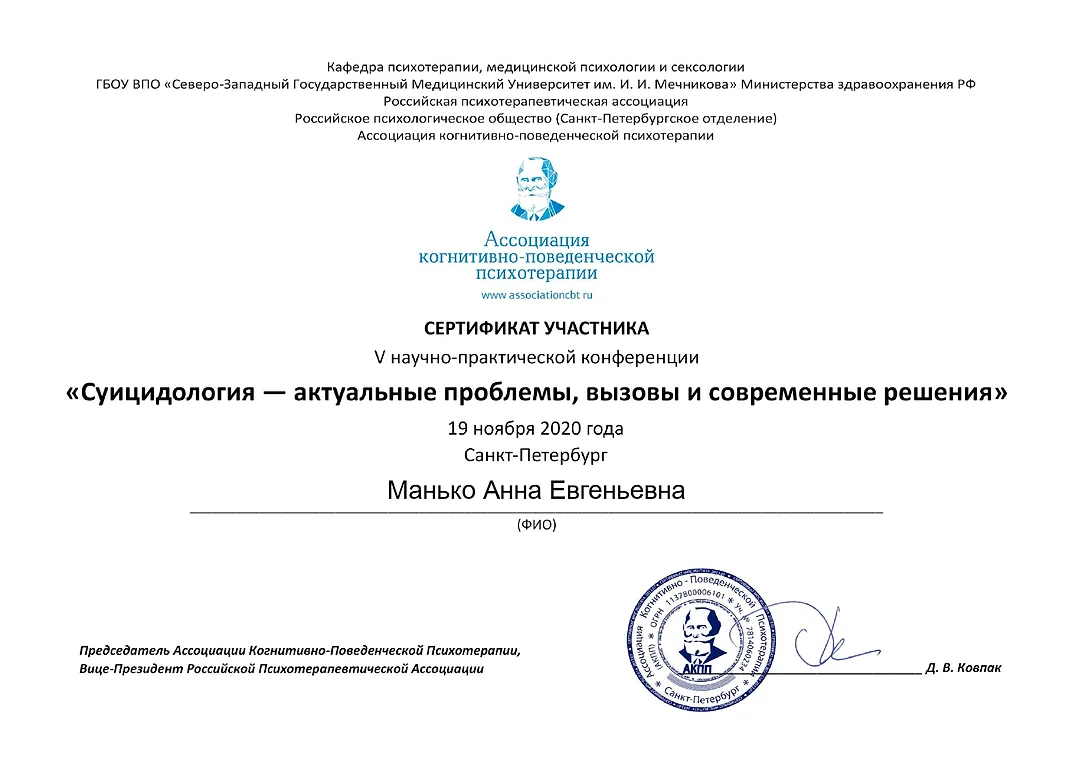 Кафедра психотерапии, медицинской психологии и сексологии
ГБОУ ВПО «Северо-Западный Государственный Медицинский Университет им. И. И. Мечникова» Министерства здравоохранения РФ
Российская психотерапевтическая ассоциация
Российское психологическое общество (Санкт-Петербургское отделение)
Ассоциация когнитивно-поведенческой психотерапии
Ассоциация
когнитивно-поведенческой
психотерапии
www associationcbt ru
СЕРТИФИКАТ УЧАСТНИКА
V научно-практической конференции
«Суицидология — актуальные проблемы, вызовы и современные решения»
19 ноября 2020 года
Санкт-Петербург
Манько Анна Евгеньевна
(ФИО)
Председатель Ассоциации Когнитивно-Поведенческой Психотерапии,
Вице-Президент Российской Психотерапевтической Ассоциации
Ассоциация Когнитивно - Поведенческой Психотерапии
Санкт-Петербург
(АКПП) * ОГРН 1137800006101 * Уч. № 7814060234
АКПП
Д. В. Ковпак